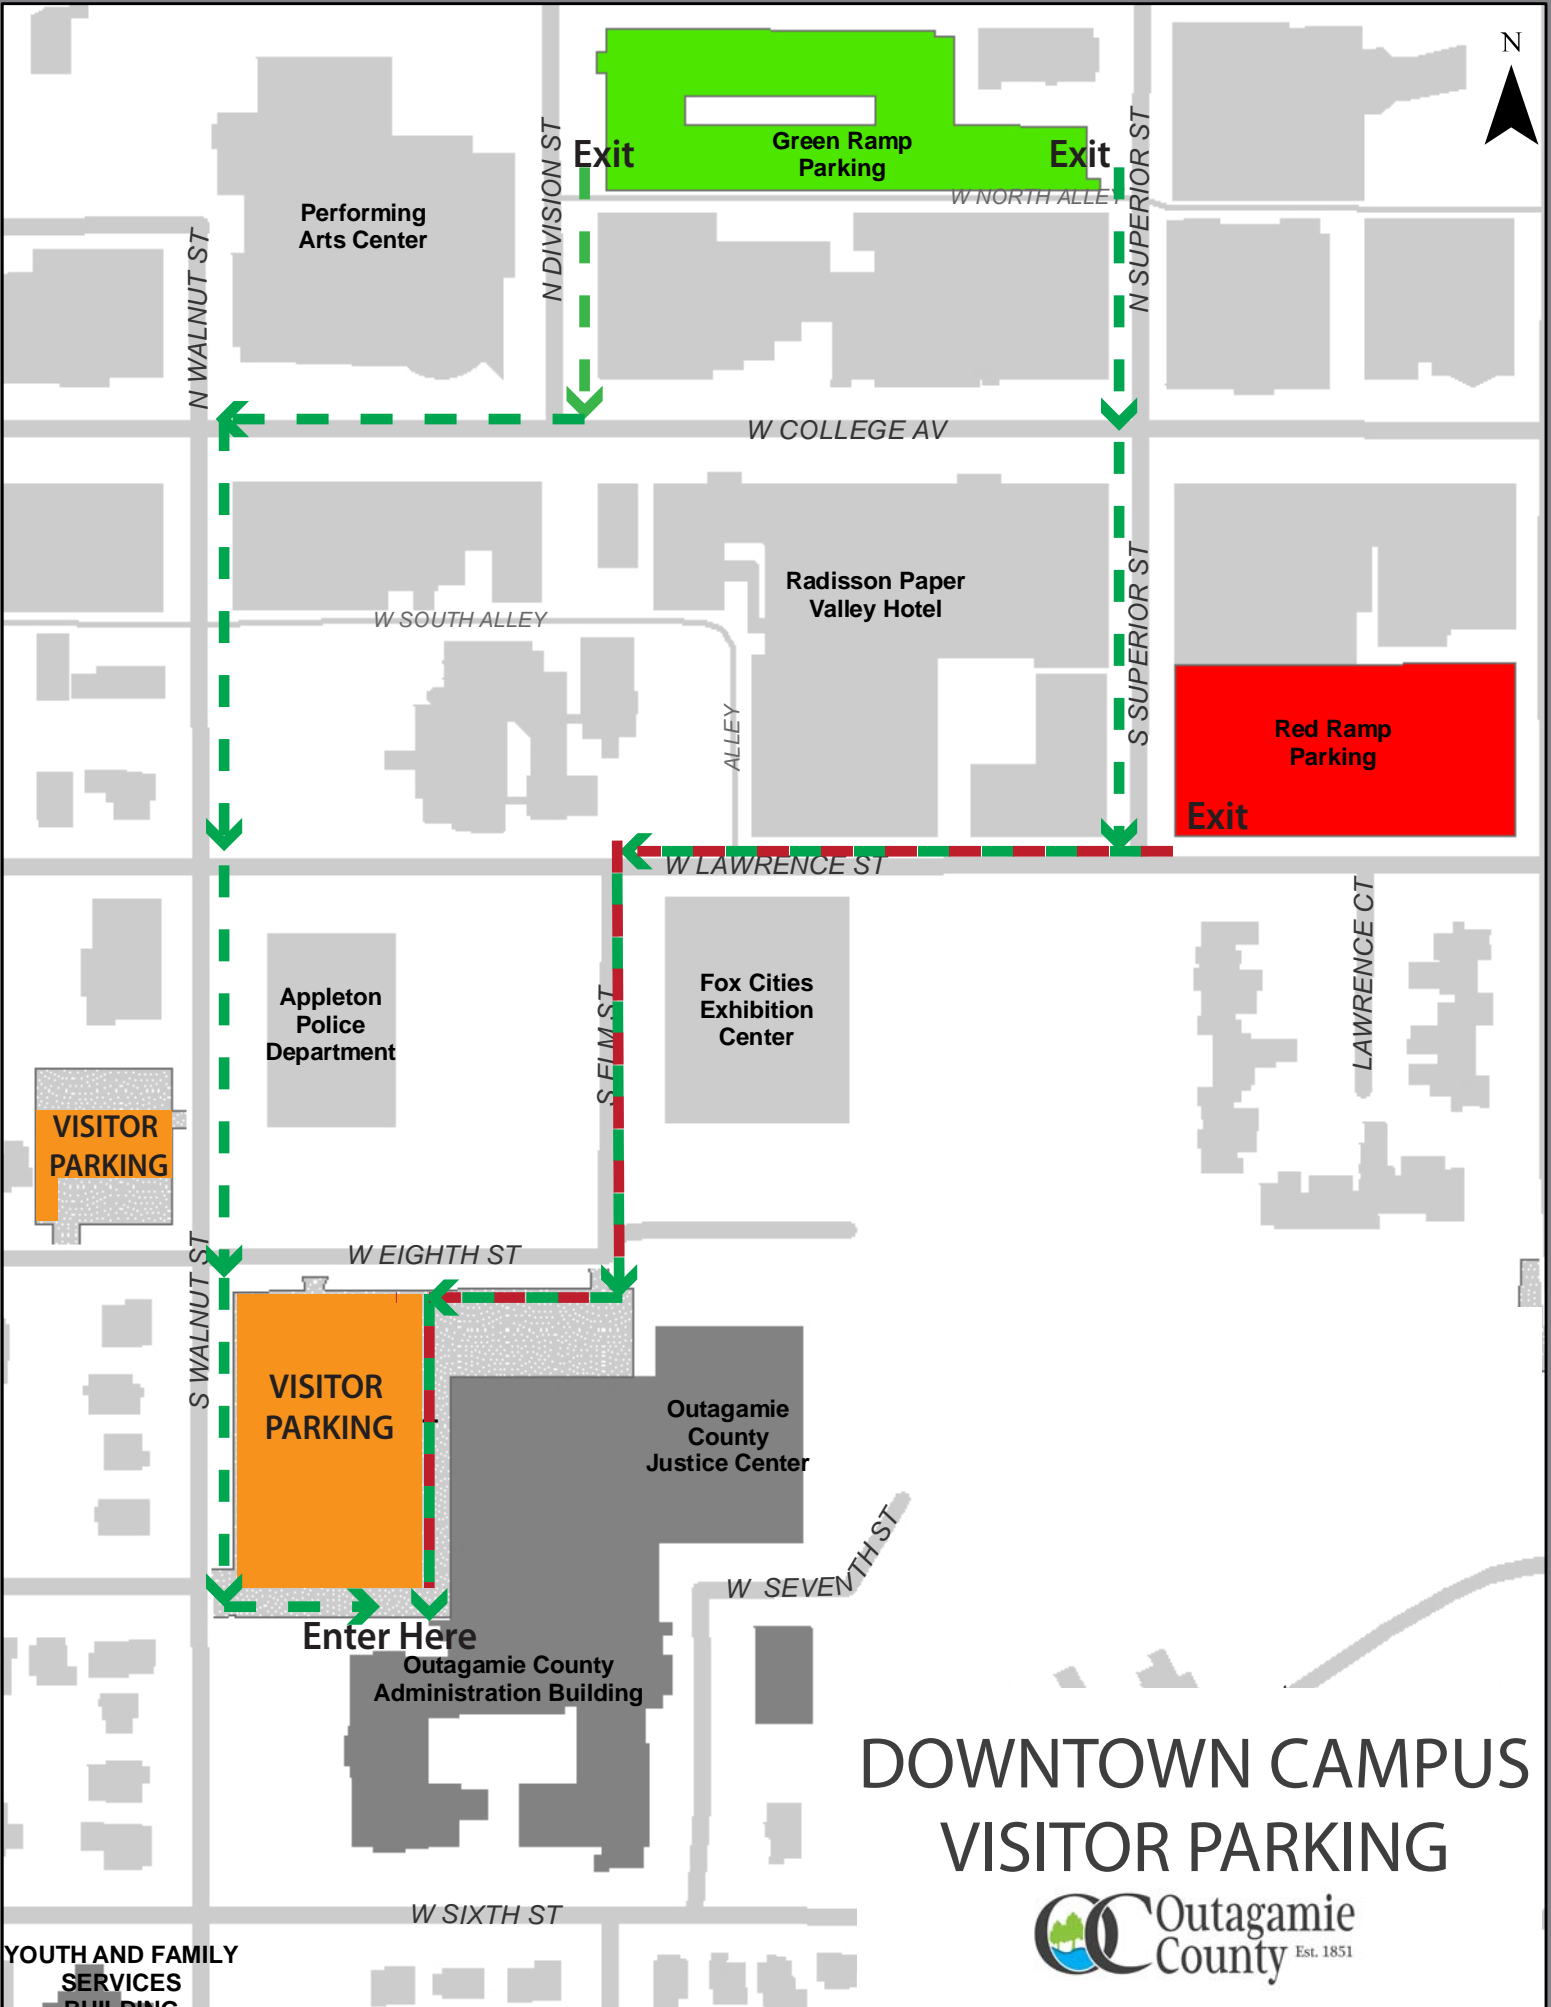 N
Green Ramp
Parking
Exit
Exit
W NORTH ALLEY
N DIVISION ST
N SUPERIOR ST
Performing
Arts Center
N WALNUT ST
W COLLEGE AV
Radisson Paper
Valley Hotel
W SOUTH ALLEY
S SUPERIOR ST
ALLEY
Red Ramp
Parking
Exit
W LAWRENCE ST
LAWRENCE CT
Appleton
Police
Department
S ELM ST
Fox Cities
Exhibition
Center
VISITOR
PARKING
W EIGHTH ST
S WALNUT ST
VISITOR
PARKING
Outagamie
County
Justice Center
W SEVENTH ST
Enter Here
Outagamie County
Administration Building
DOWNTOWN CAMPUS
VISITOR PARKING
OC Outagamie
County Est. 1851
W SIXTH ST
YOUTH AND FAMILY
SERVICES
BUILDING